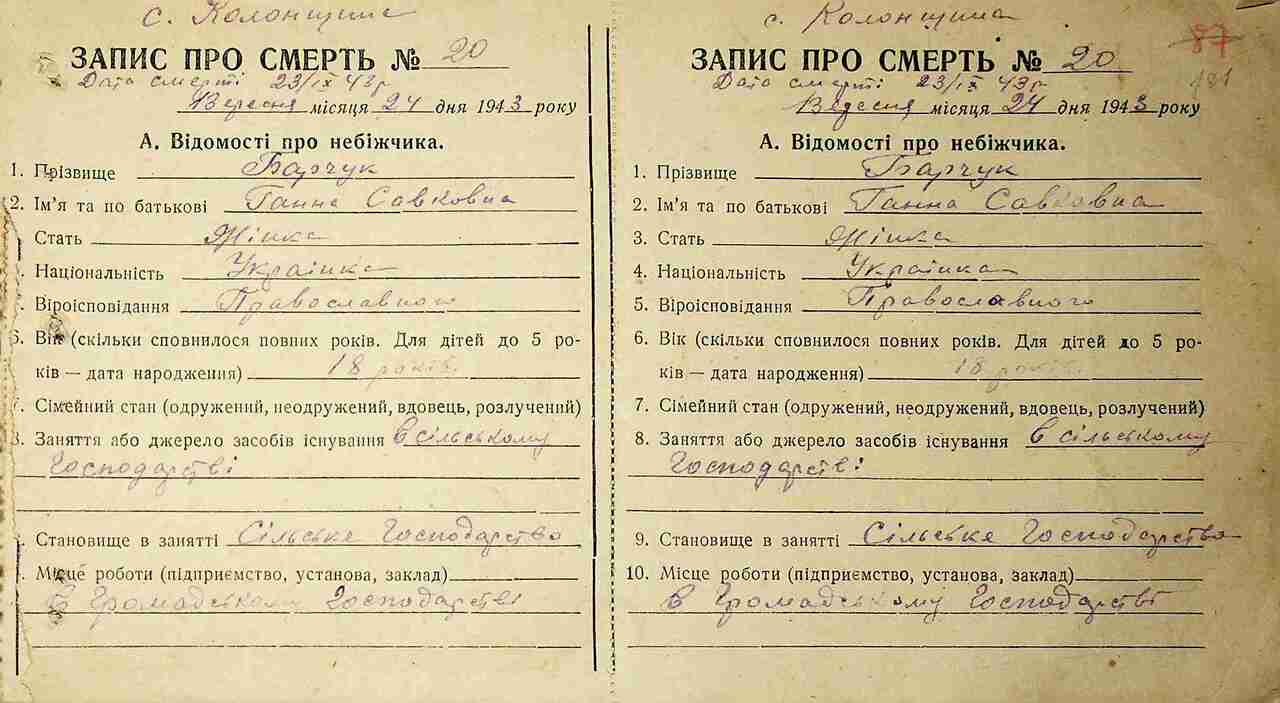 с. Колонщина
ЗАПИС ПРО СМЕРТЬ № 20
Дата смерті 23/ІХ 43 р.
Вересня місяця 24 дня 1943 року
А. Відомості про небіжчика.
1. Прізвище Барчук
2. Ім'я та по батькові Ганна Савковна
Стать Жінка
. Національність Українка
Віроісповідання Православного
6. Вік (скільки сповнилося повних років. Для дітей до 5 ро-
ків — дата народження) 18 років
7. Сімейний стан (одружений, неодружений, вдовець, розлучений)
8. Заняття або джерело засобів існування в сільському
Господарстві
. Становище в занятті Сільське Господарство
. Місце роботи (підприємство, установа, заклад)
в Громадському Господарстві
с. Колонщина
87
ЗАПИС ПРО СМЕРТЬ № 20
Дата смерті 23/ІХ 43 р.
Вересня місяця 24 дня 1943 року
А. Відомості про небіжчика.
1. Прізвище Барчук
2. Ім'я та по батькові Ганна Савковна
3. Стать Жінка
4. Національність Українка
5. Віроісповідання Православного
6. Вік (скільки сповнилося повних років. Для дітей до 5 ро-
ків — дата народження) 18 років
7. Сімейний стан (одружений, неодружений, вдовець, розлучений)
8. Заняття або джерело засобів існування в сільському
Господарстві
9. Становище в занятті Сільське Господарство
10. Місце роботи (підприємство, установа, заклад)
в Громадському Господарстві